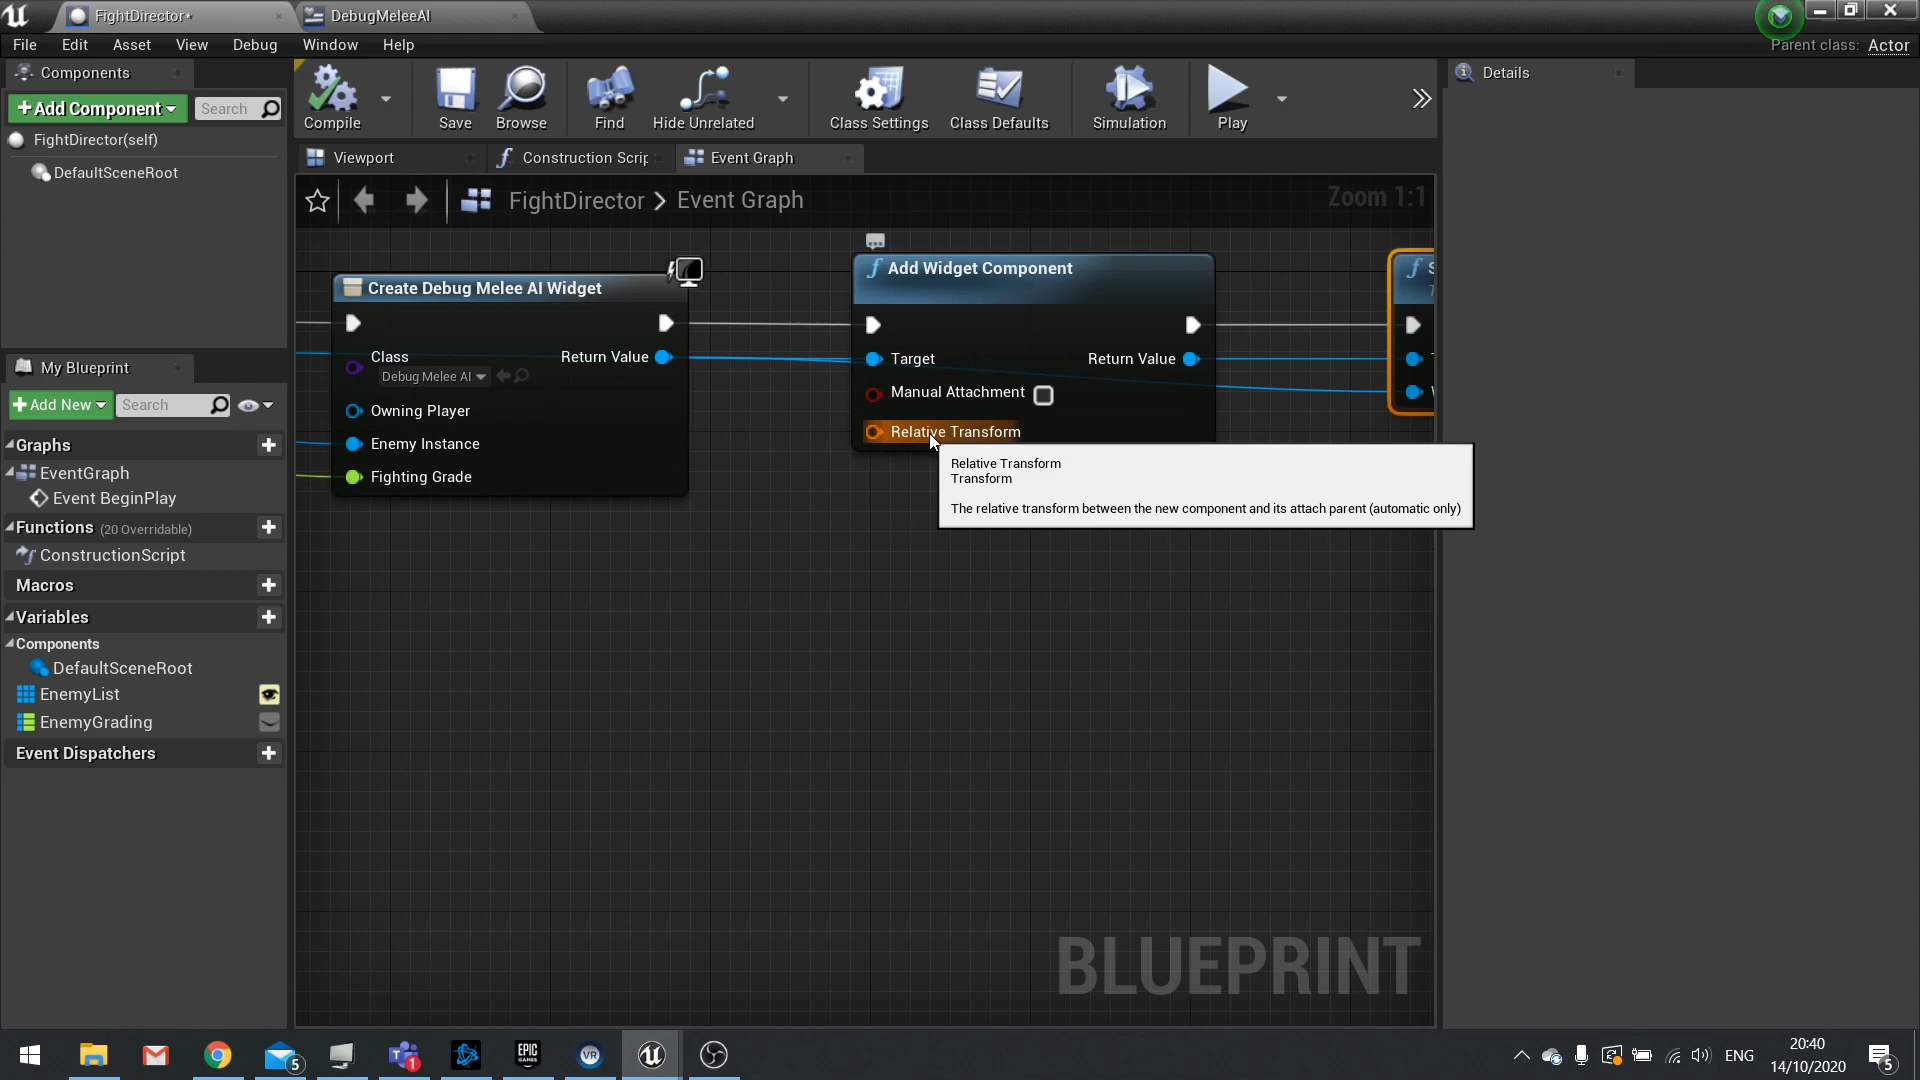 FightDirector*
DebugMeleeAI
File Edit Asset View Debug Window Help
Parent class: Actor
Components
+Add Component
Search
FightDirector(self)
DefaultSceneRoot
Compile
Save
Browse
Find
Hide Unrelated
Class Settings
Class Defaults
Simulation
Play
Details
Viewport
Construction Scrip
Event Graph
FightDirector > Event Graph
Zoom 1:1
Create Debug Melee AI Widget
Class
Debug Melee AI
Return Value
Owning Player
Enemy Instance
Fighting Grade
Add Widget Component
Target
Return Value
Manual Attachment
Relative Transform
Relative Transform
Transform
The relative transform between the new component and its attach parent (automatic only)
My Blueprint
+Add New
Search
Graphs
EventGraph
Event BeginPlay
Functions (20 Overridable)
ConstructionScript
Macros
Variables
Components
DefaultSceneRoot
EnemyList
EnemyGrading
Event Dispatchers
BLUEPRINT
5
1
EPIC
GAMES
VR
ENG
20:40
14/10/2020
5